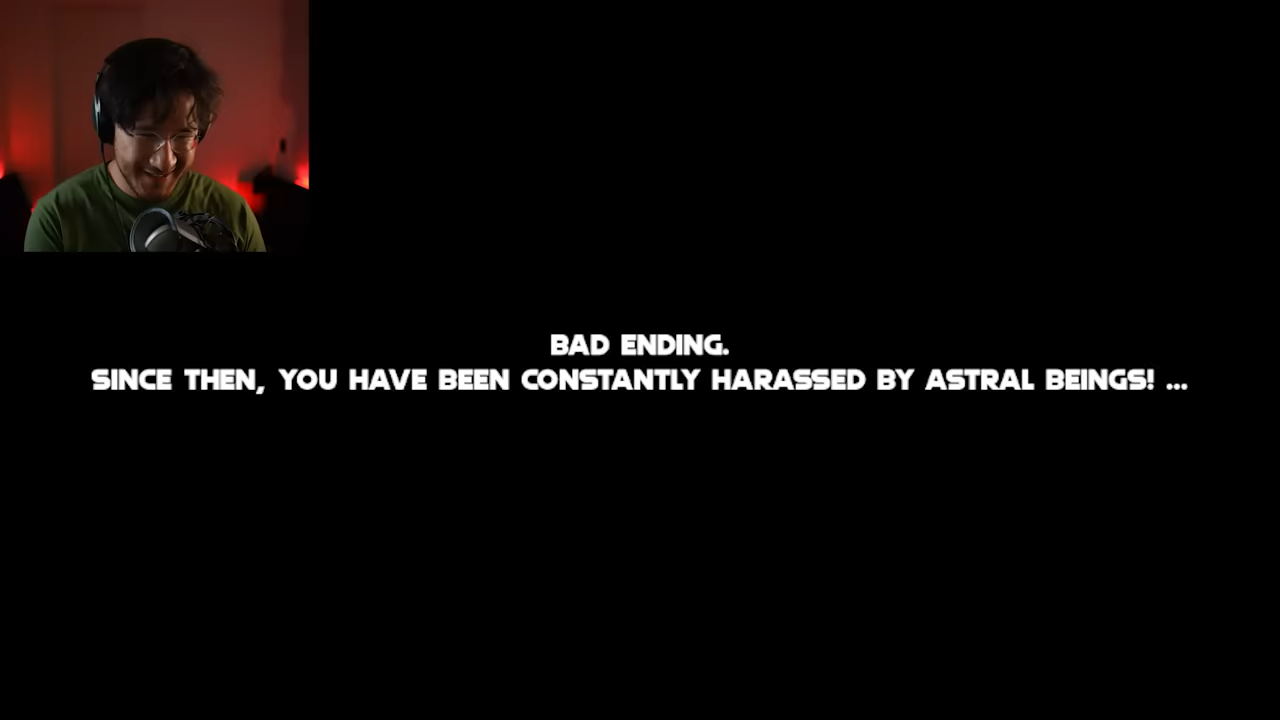 BAD ENDING.
SINCE THEN, YOU HAVE BEEN CONSTANTLY HARASSED BY ASTRAL BEINGS! ...